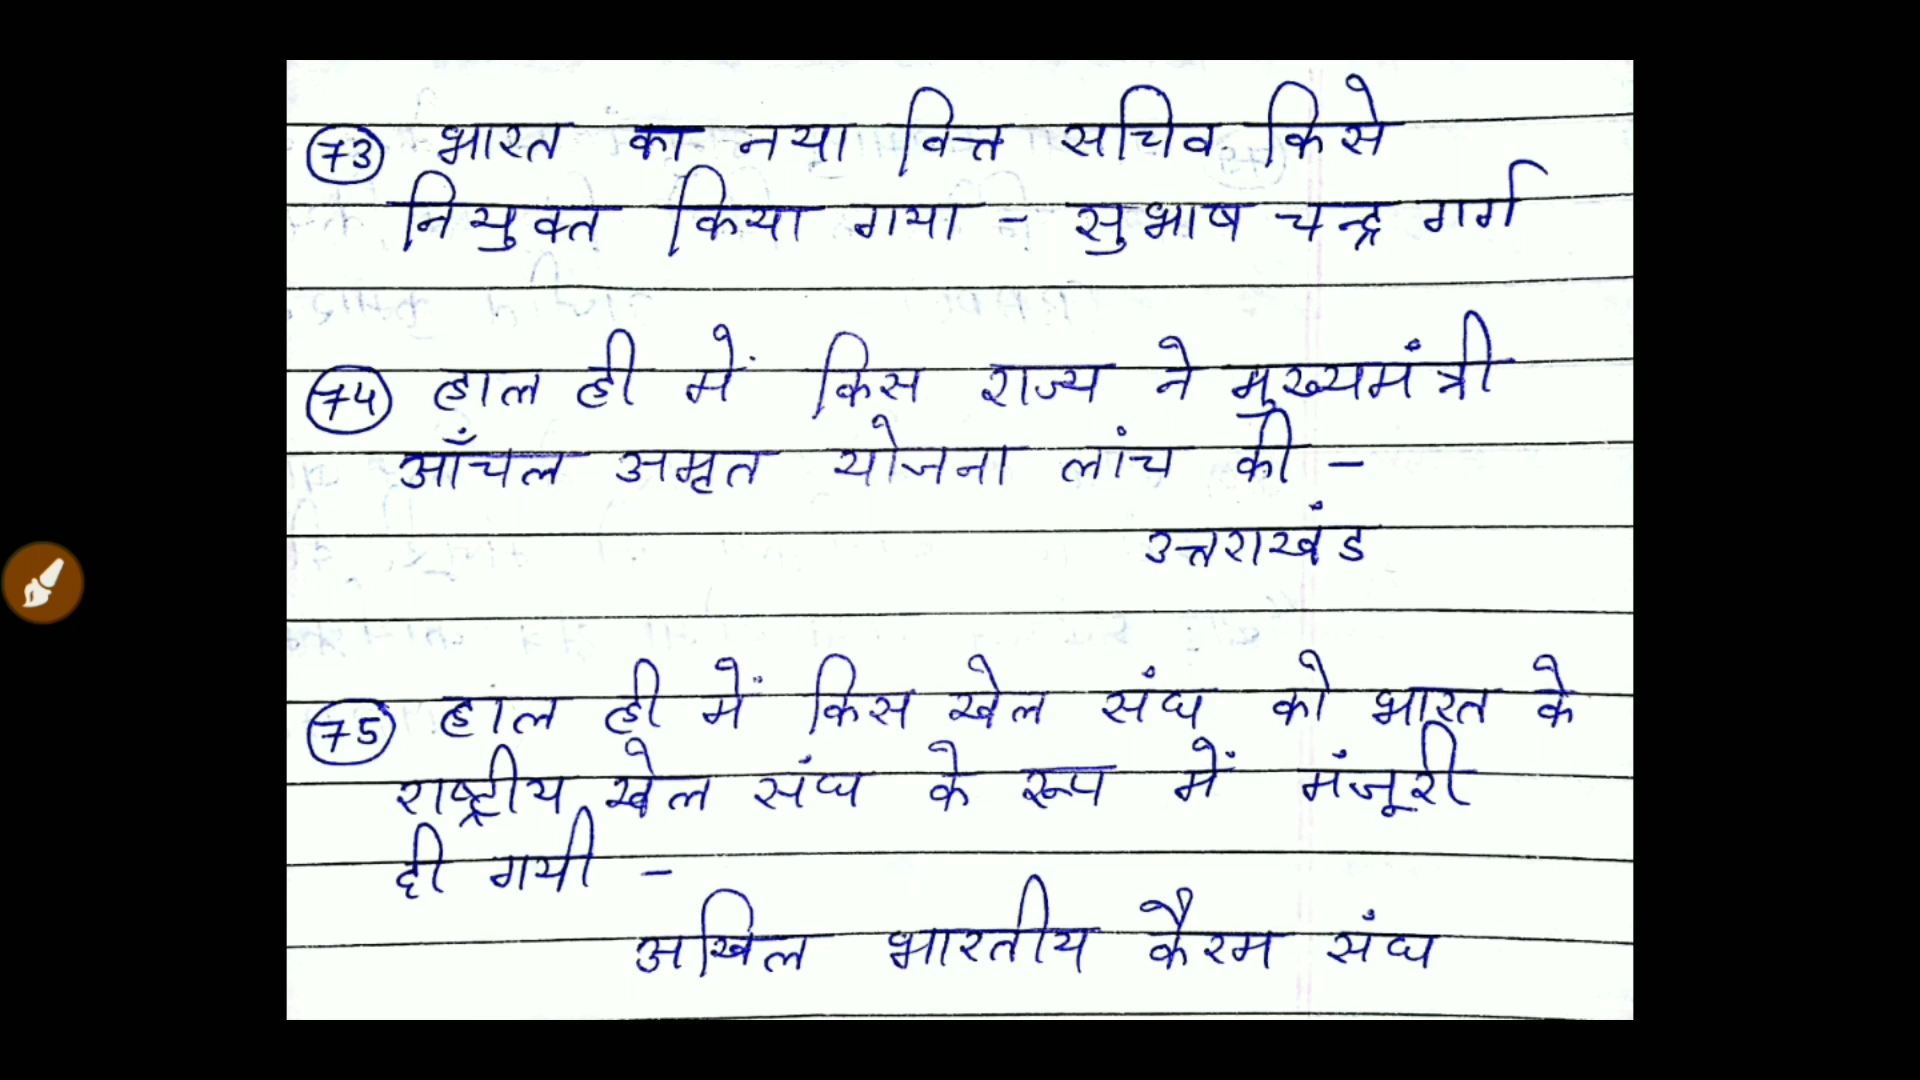 73 भारत का नया वित्त सचिव किसे
नियुक्त किया गया - सुभाष चन्द्र गर्ग
74 हाल ही में किस राज्य ने मुख्यमंत्री
आँचल अमृत योजना लांच की -
उत्तराखंड
75 हाल ही में किस खेल संघ को भारत के
राष्ट्रीय खेल संघ के रूप में मंजूरी
दी गयी -
अखिल भारतीय कैरम संघ